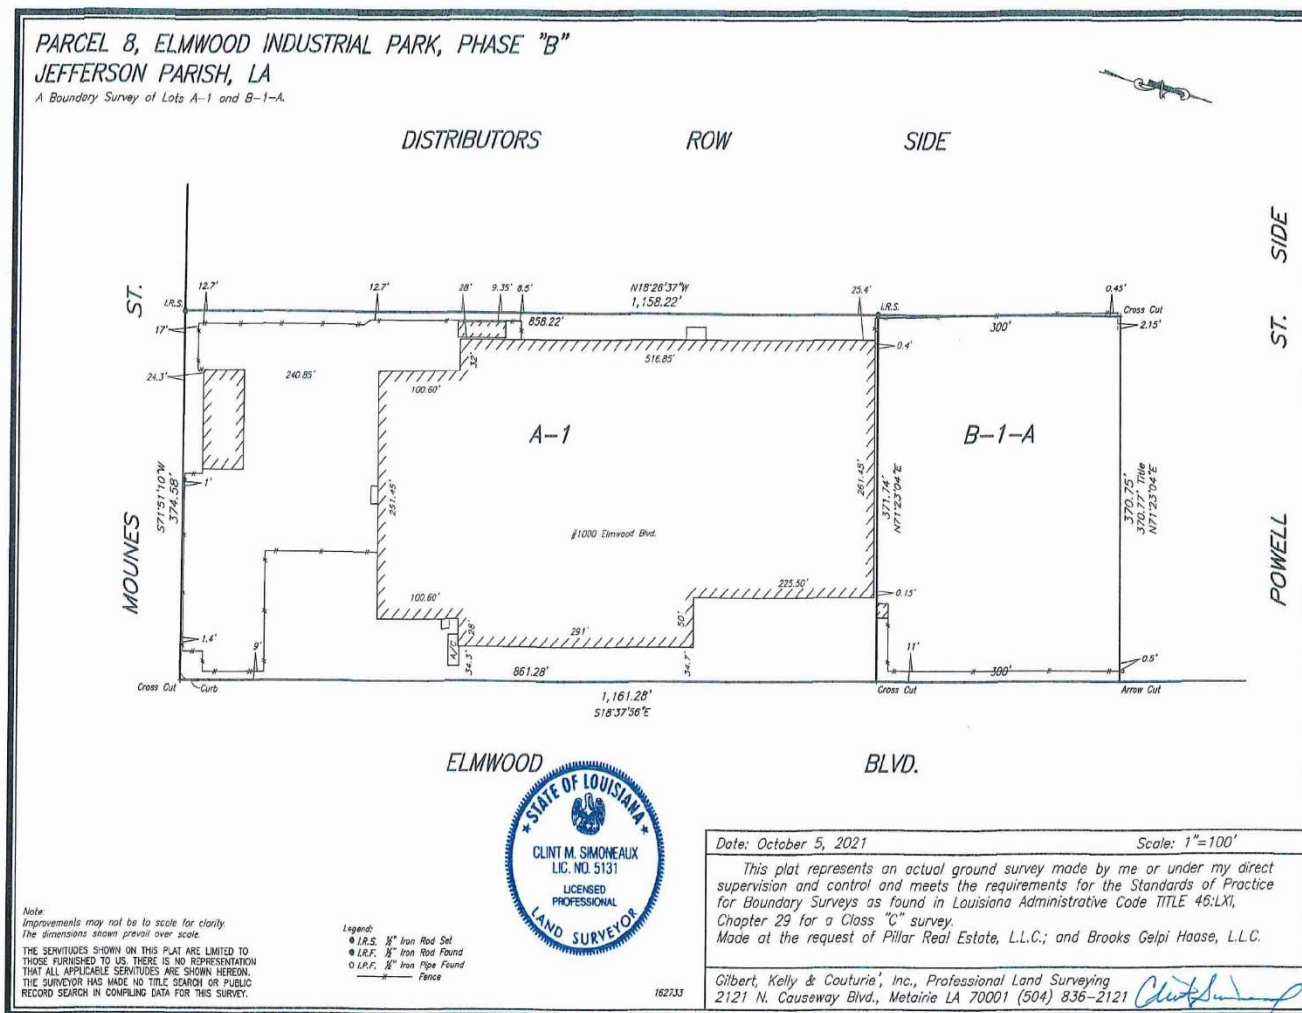 PARCEL 8, ELMWOOD INDUSTRIAL PARK, PHASE "B"
JEFFERSON PARISH, LA
A Boundary Survey of Lots A-1 and B-1-A.
DISTRIBUTORS ROW SIDE
MOUNES ST.
POWELL ST. SIDE
I.R.S.
12.7'
12.7'
28'
9.35'
8.5'
N18°26'37"W
1,158.22'
25.4'
I.R.S.
0.45'
Cross Cut
2.15'
17'
858.22'
300'
0.4'
32'
516.85'
24.3'
240.85'
100.60'
A-1
B-1-A
S71°51'10"W
374.58'
1'
251.45'
261.45'
371.74'
N71°23'04"E
370.75'
370.77' Title
N71°23'04"E
#1000 Elmwood Blvd.
225.50'
100.60'
0.15'
28'
50'
291'
1.4'
9'
A/C
34.3'
34.7'
11'
0.5'
861.28'
300'
Cross Cut
Curb
1,161.28'
S18°37'56"E
Cross Cut
Arrow Cut
ELMWOOD BLVD.
STATE OF LOUISIANA
CLINT M. SIMONEAUX
LIC. NO. 5131
LICENSED
PROFESSIONAL
LAND SURVEYOR
Date: October 5, 2021 Scale: 1"=100'
This plat represents an actual ground survey made by me or under my direct
supervision and control and meets the requirements for the Standards of Practice
for Boundary Surveys as found in Louisiana Administrative Code TITLE 46:LXI,
Chapter 29 for a Class "C" survey.
Made at the request of Pillar Real Estate, L.L.C.; and Brooks Gelpi Haase, L.L.C.
Gilbert, Kelly & Couturie', Inc., Professional Land Surveying
2121 N. Causeway Blvd., Metairie LA 70001 (504) 836-2121
Note:
Improvements may not be to scale for clarity.
The dimensions shown prevail over scale.
THE SERVITUDES SHOWN ON THIS PLAT ARE LIMITED TO
THOSE FURNISHED TO US. THERE IS NO REPRESENTATION
THAT ALL APPLICABLE SERVITUDES ARE SHOWN HEREON.
THE SURVEYOR HAS MADE NO TITLE SEARCH OR PUBLIC
RECORD SEARCH IN COMPILING DATA FOR THIS SURVEY.
Legend:
I.R.S. ½" Iron Rod Set
I.R.F. ½" Iron Rod Found
I.P.F. ½" Iron Pipe Found
Fence
162733